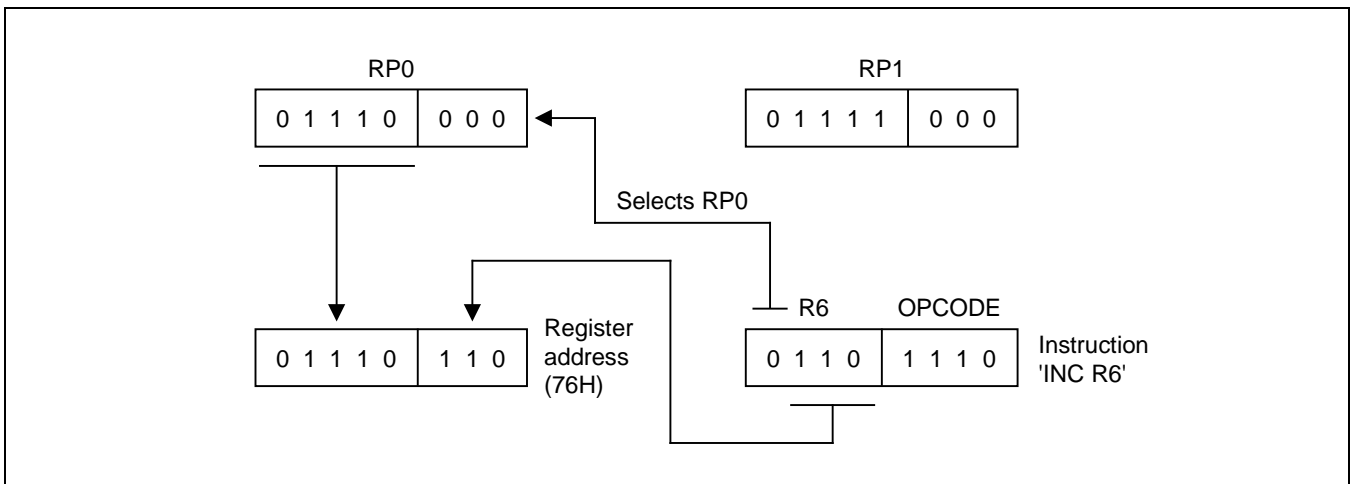 RP0
RP1
0 1 1 1 0 0 0 0
0 1 1 1 1 0 0 0
Selects RP0
R6
OPCODE
0 1 1 1 0 1 1 0
Register
address
(76H)
0 1 1 0 1 1 1 0
Instruction
'INC R6'